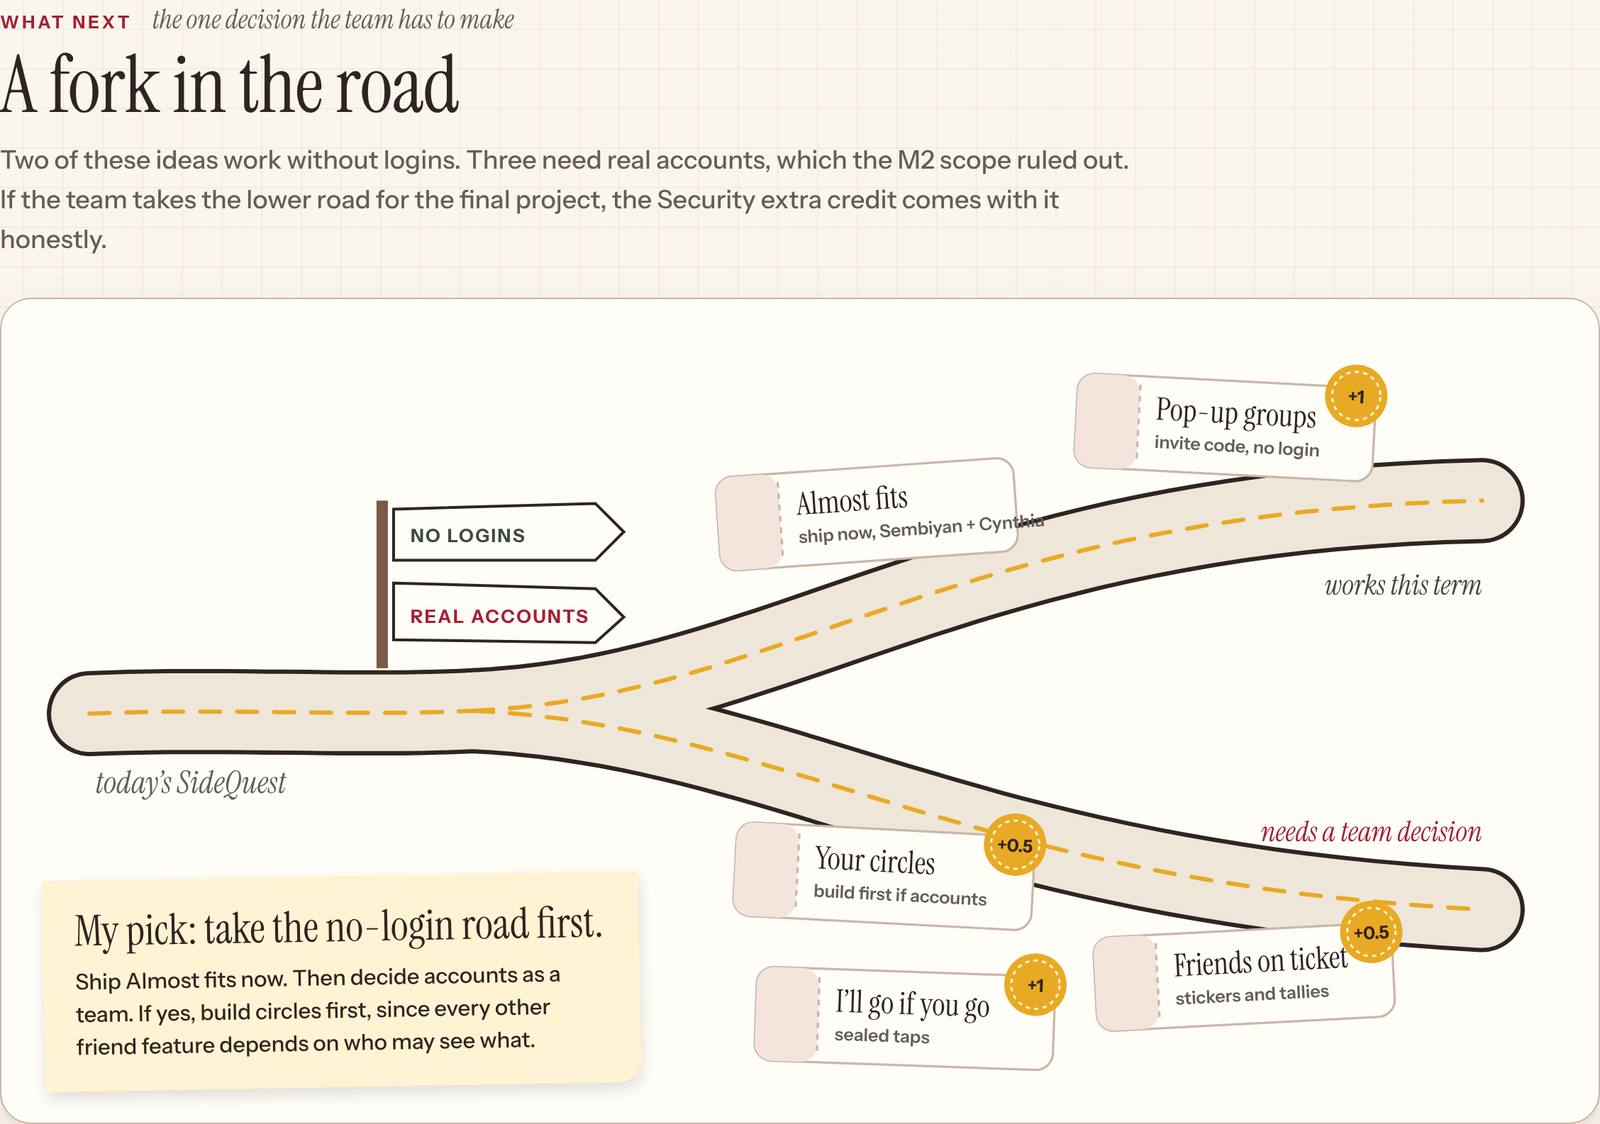 WHAT NEXT the one decision the team has to make
A fork in the road
Two of these ideas work without logins. Three need real accounts, which the M2 scope ruled out.
If the team takes the lower road for the final project, the Security extra credit comes with it
honestly.
Pop-up groups
invite code, no login
+1
Almost fits
ship now, Sembiyan + Cynthia
NO LOGINS
REAL ACCOUNTS
works this term
today’s SideQuest
needs a team decision
Your circles
build first if accounts
+0.5
Friends on ticket
stickers and tallies
+0.5
I’ll go if you go
sealed taps
+1
My pick: take the no-login road first.
Ship Almost fits now. Then decide accounts as a
team. If yes, build circles first, since every other
friend feature depends on who may see what.